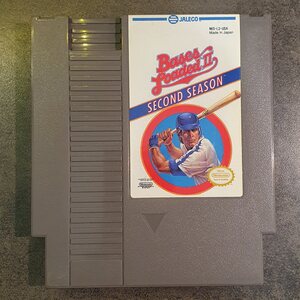 JALECO
NES-L2-USA
Made in Japan
Bases
Loaded II
SECOND SEASON